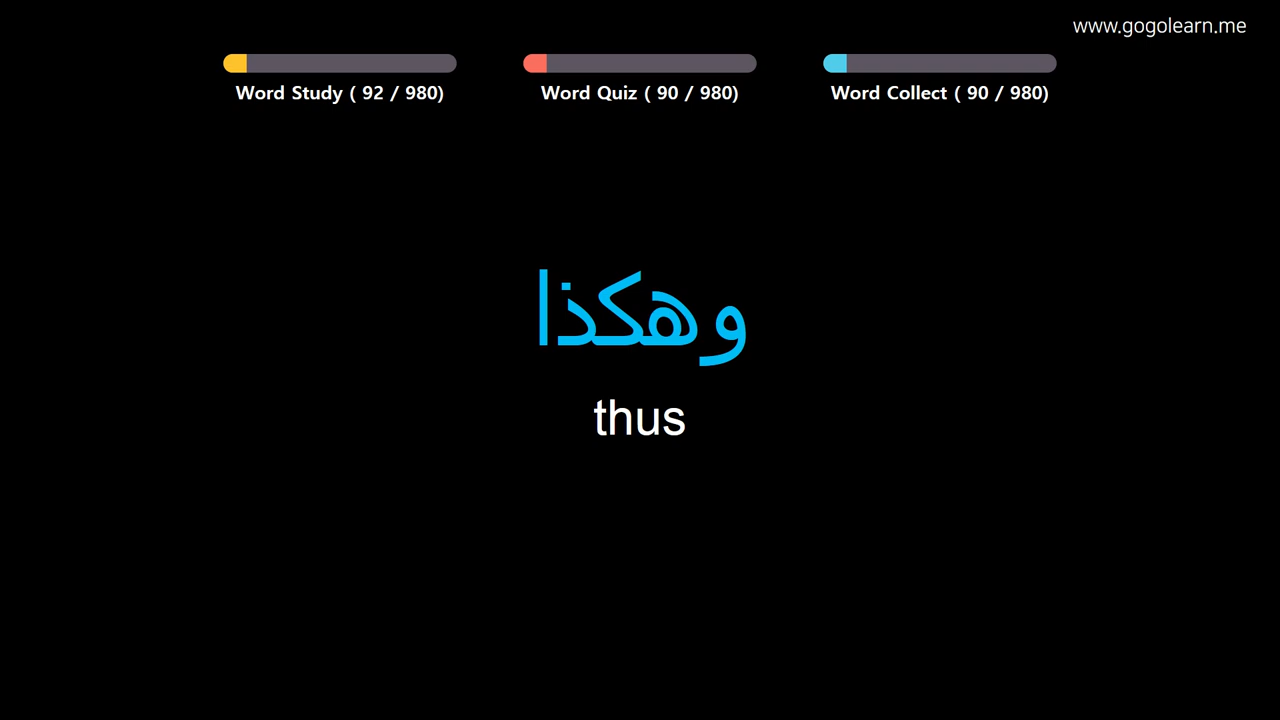 www.gogolearn.me
Word Study ( 92 / 980)
Word Quiz ( 90 / 980)
Word Collect ( 90 / 980)
وهكذا
thus